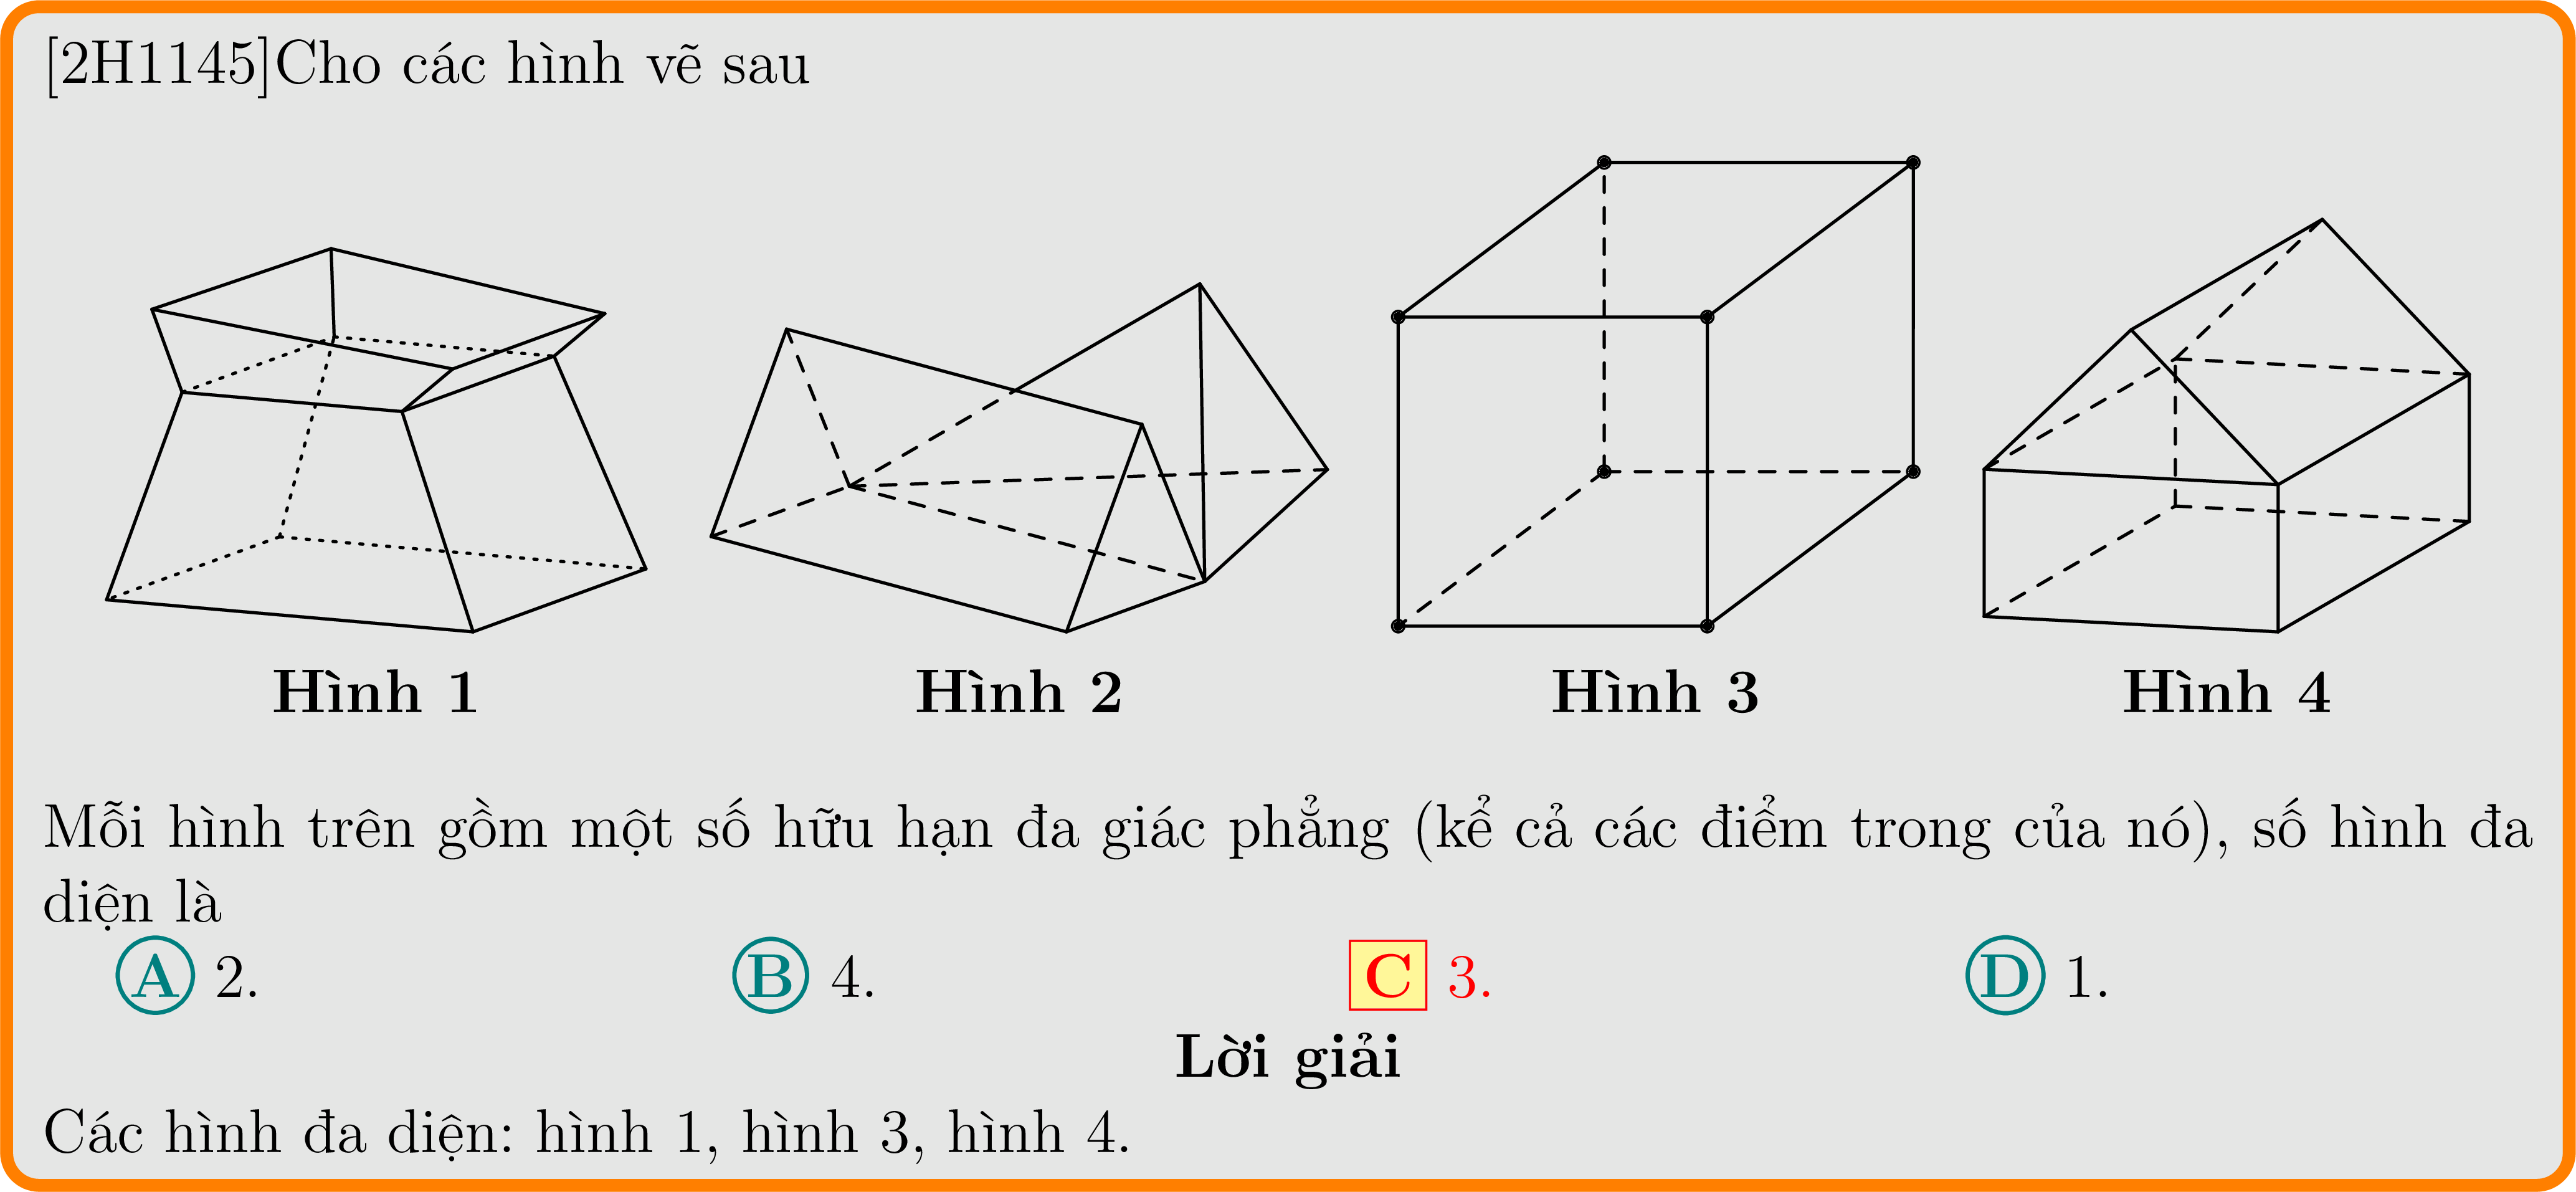 [2H1145]Cho các hình vẽ sau
Hình 1 Hình 2 Hình 3 Hình 4
Mỗi hình trên gồm một số hữu hạn đa giác phẳng (kể cả các điểm trong của nó), số hình đa
diện là
A 2. B 4. C 3. D 1.
Lời giải
Các hình đa diện: hình 1, hình 3, hình 4.